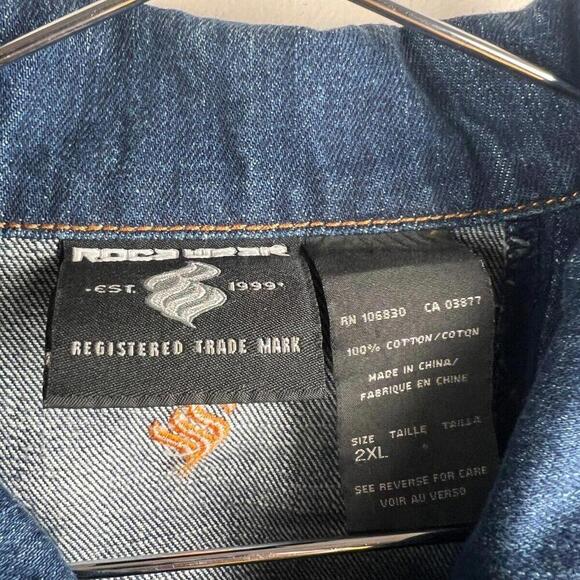 ROCAWEAR
·EST. 1999·
REGISTERED TRADE MARK
RN 106830 CA 03877
100% COTTON/COTON
MADE IN CHINA/
FABRIQUE EN CHINE
SIZE TAILLE TALLA
2XL
SEE REVERSE FOR CARE
VOIR AU VERSO